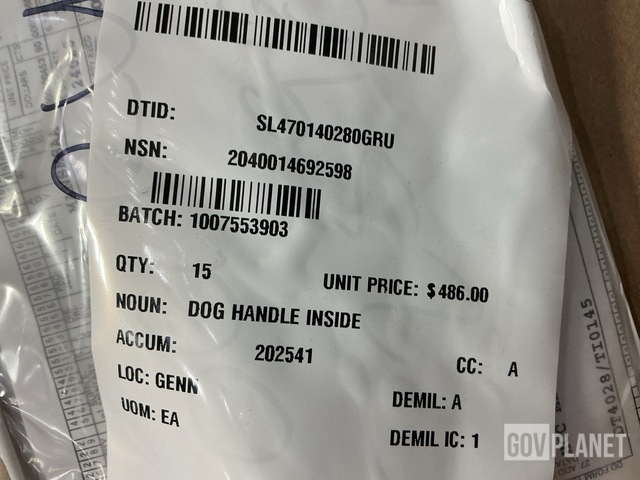 DTID: SL470140280GRU
NSN: 2040014692598
BATCH: 1007553903
QTY: 15 UNIT PRICE: $486.00
NOUN: DOG HANDLE INSIDE
ACCUM: 202541 CC: A
LOC: GENN DEMIL: A
UOM: EA DEMIL IC: 1
GOVPLANET